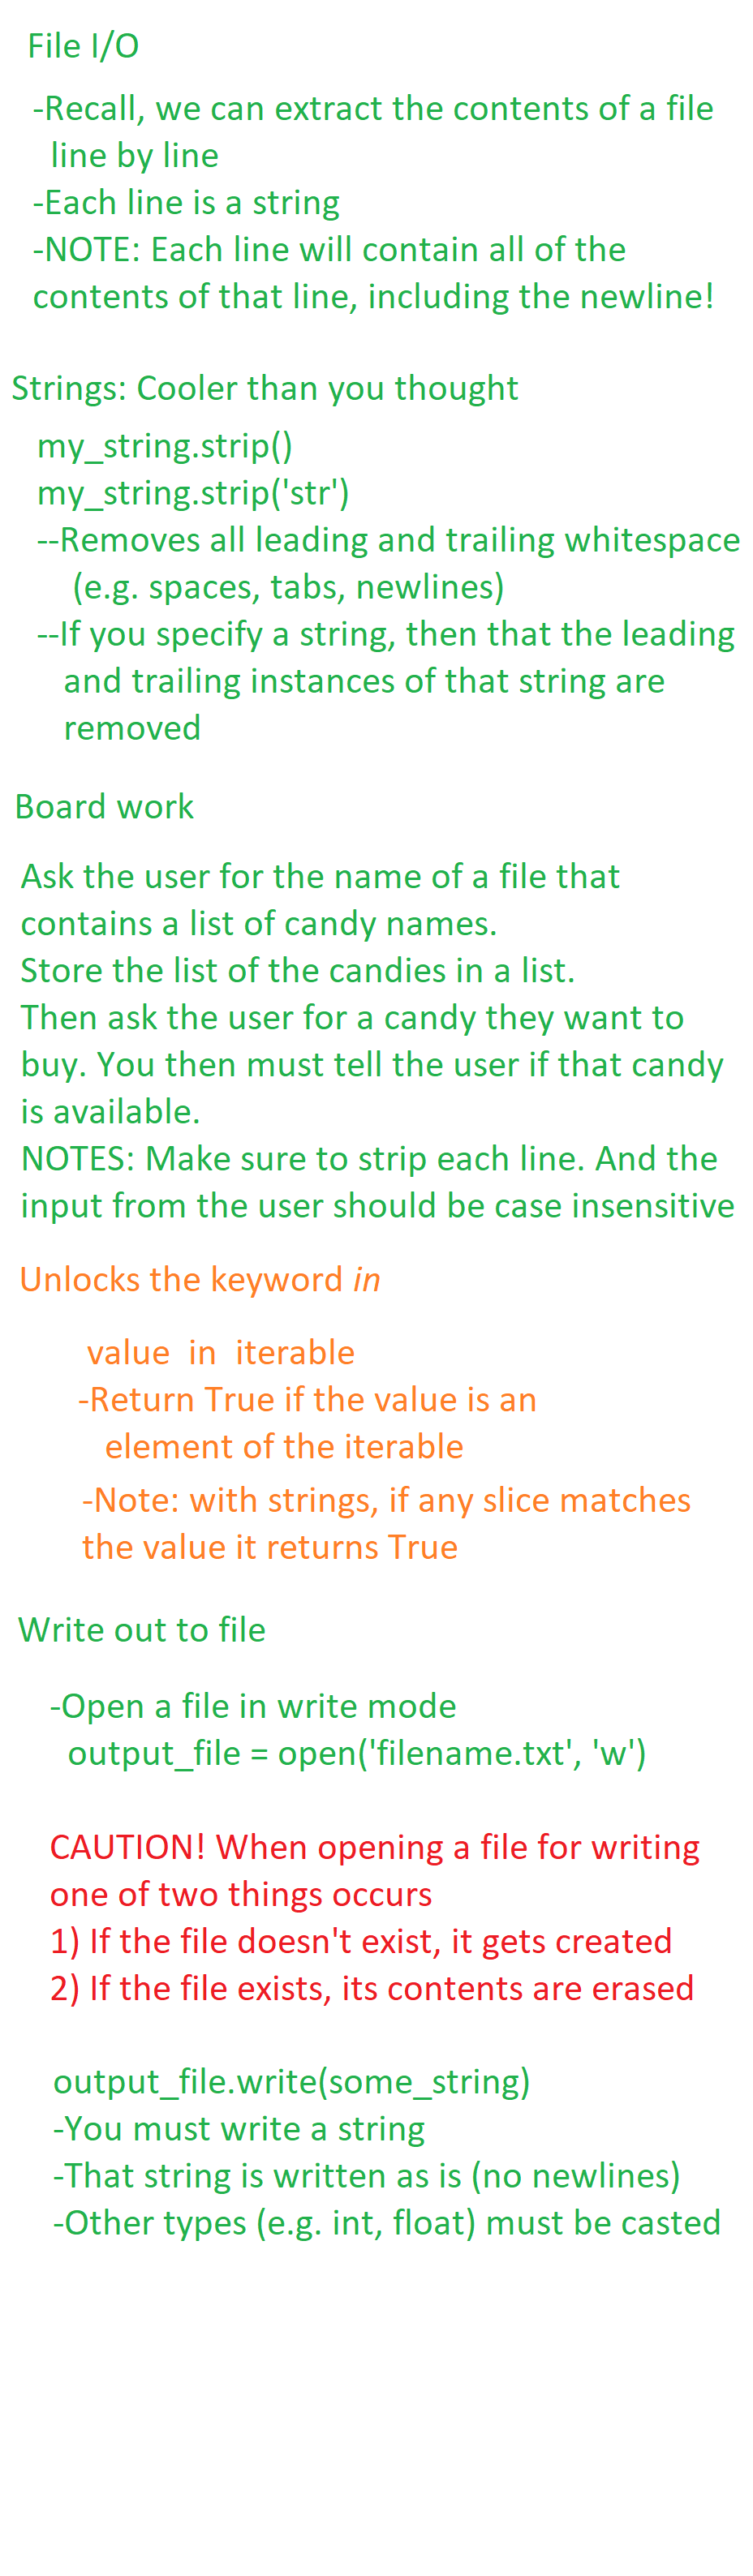 File I/O
-Recall, we can extract the contents of a file
line by line
-Each line is a string
-NOTE: Each line will contain all of the
contents of that line, including the newline!
Strings: Cooler than you thought
my_string.strip()
my_string.strip('str')
--Removes all leading and trailing whitespace
(e.g. spaces, tabs, newlines)
--If you specify a string, then that the leading
and trailing instances of that string are
removed
Board work
Ask the user for the name of a file that
contains a list of candy names.
Store the list of the candies in a list.
Then ask the user for a candy they want to
buy. You then must tell the user if that candy
is available.
NOTES: Make sure to strip each line. And the
input from the user should be case insensitive
Unlocks the keyword in
value in iterable
-Return True if the value is an
element of the iterable
-Note: with strings, if any slice matches
the value it returns True
Write out to file
-Open a file in write mode
output_file = open('filename.txt', 'w')
CAUTION! When opening a file for writing
one of two things occurs
1) If the file doesn't exist, it gets created
2) If the file exists, its contents are erased
output_file.write(some_string)
-You must write a string
-That string is written as is (no newlines)
-Other types (e.g. int, float) must be casted